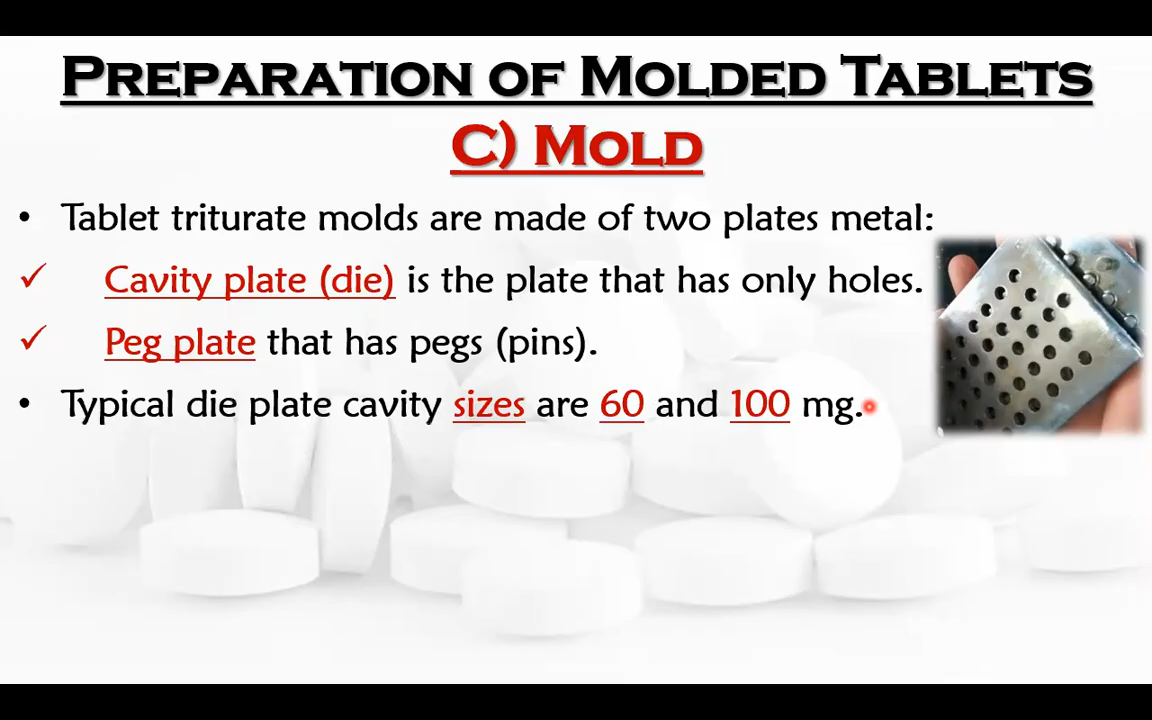 PREPARATION OF MOLDED TABLETS
C) MOLD
• Tablet triturate molds are made of two plates metal:
✓ Cavity plate (die) is the plate that has only holes.
✓ Peg plate that has pegs (pins).
• Typical die plate cavity sizes are 60 and 100 mg.